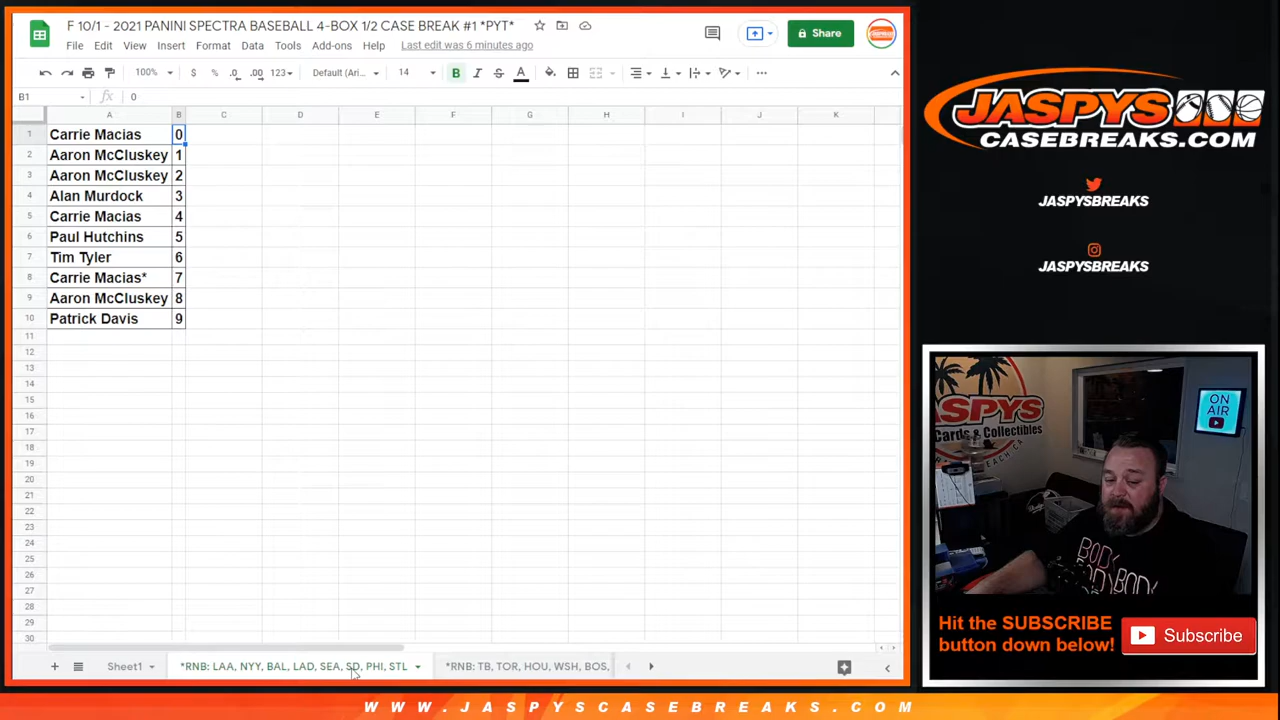 F 10/1 - 2021 PANINI SPECTRA BASEBALL 4-BOX 1/2 CASE BREAK #1 *PYT*
File Edit View Insert Format Data Tools Add-ons Help Last edit was 6 minutes ago
Share
100% $ % .0 .00 123 Default (Ari... 14 B I S A
B1 fx 0
A B C D E F G H I J K
1 Carrie Macias 0
2 Aaron McCluskey 1
3 Aaron McCluskey 2
4 Alan Murdock 3
5 Carrie Macias 4
6 Paul Hutchins 5
7 Tim Tyler 6
8 Carrie Macias* 7
9 Aaron McCluskey 8
10 Patrick Davis 9
11
12
13
14
15
16
17
18
19
20
21
22
23
24
25
26
27
28
29
30
Sheet1 *RNB: LAA, NYY, BAL, LAD, SEA, SD, PHI, STL *RNB: TB, TOR, HOU, WSH, BOS,
JASPYS
CASEBREAKS.COM
JASPYSBREAKS
JASPYSBREAKS
ASPYS
Cards & Collectibles
ON
AIR
BODY
Hit the SUBSCRIBE
button down below!
Subscribe
WWW.JASPYSCASEBREAKS.COM